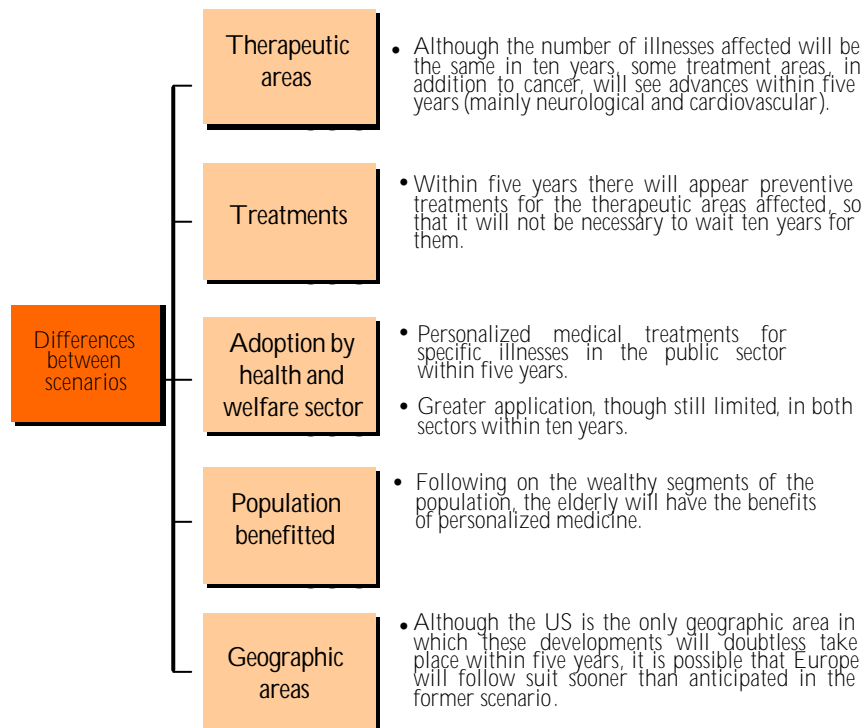 Differences
between
scenarios
Therapeutic
areas
• Although the number of illnesses affected will be
the same in ten years, some treatment areas, in
addition to cancer, will see advances within five
years (mainly neurological and cardiovascular).
Treatments
• Within five years there will appear preventive
treatments for the therapeutic areas affected, so
that it will not be necessary to wait ten years for
them.
Adoption by
health and
welfare sector
• Personalized medical treatments for
specific illnesses in the public sector
within five years.
• Greater application, though still limited, in both
sectors within ten years.
Population
benefitted
• Following on the wealthy segments of the
population, the elderly will have the benefits
of personalized medicine.
Geographic
areas
• Although the US is the only geographic area in
which these developments will doubtless take
place within five years, it is possible that Europe
will follow suit sooner than anticipated in the
former scenario.